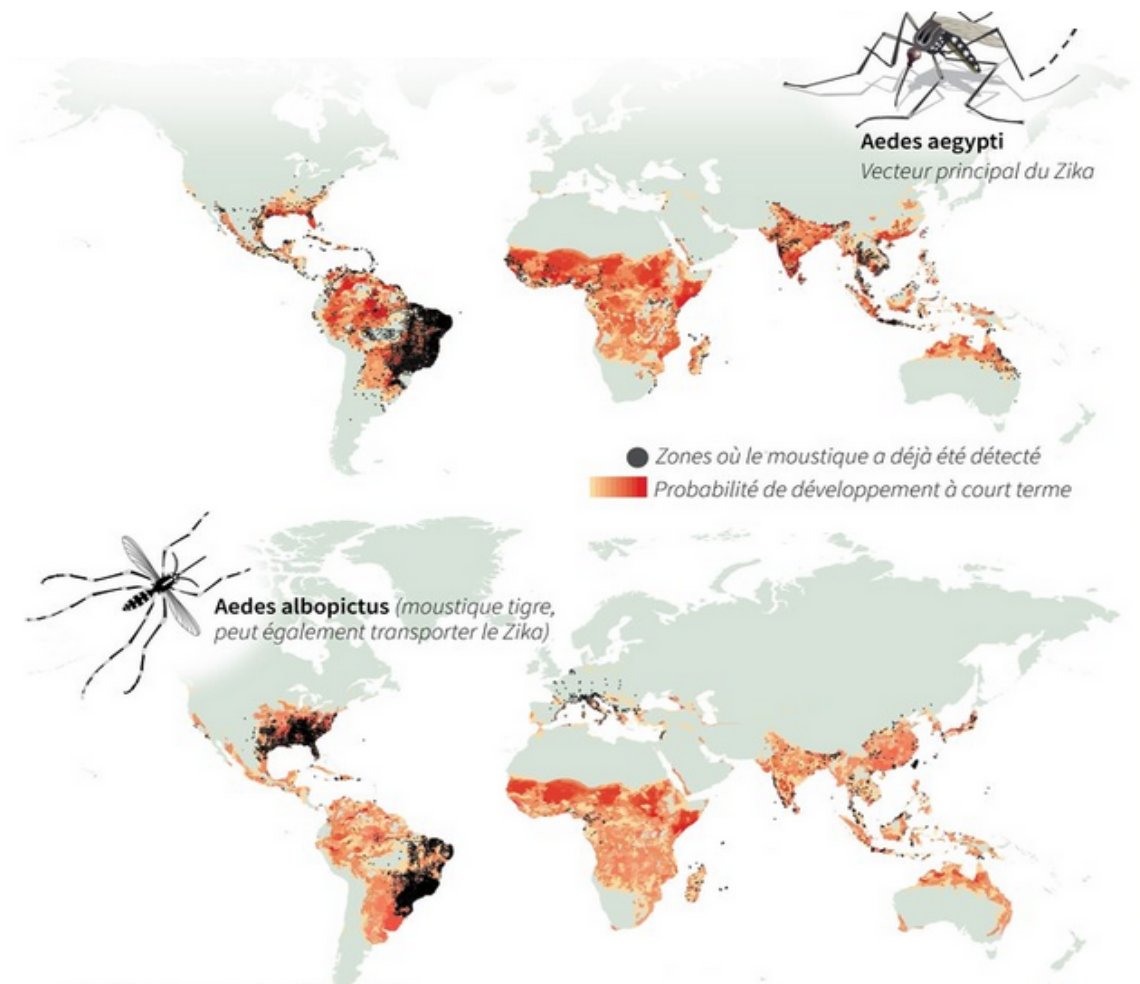 Aedes aegypti
Vecteur principal du Zika
Zones où le moustique a déjà été détecté
Probabilité de développement à court terme
Aedes albopictus (moustique tigre,
peut également transporter le Zika)